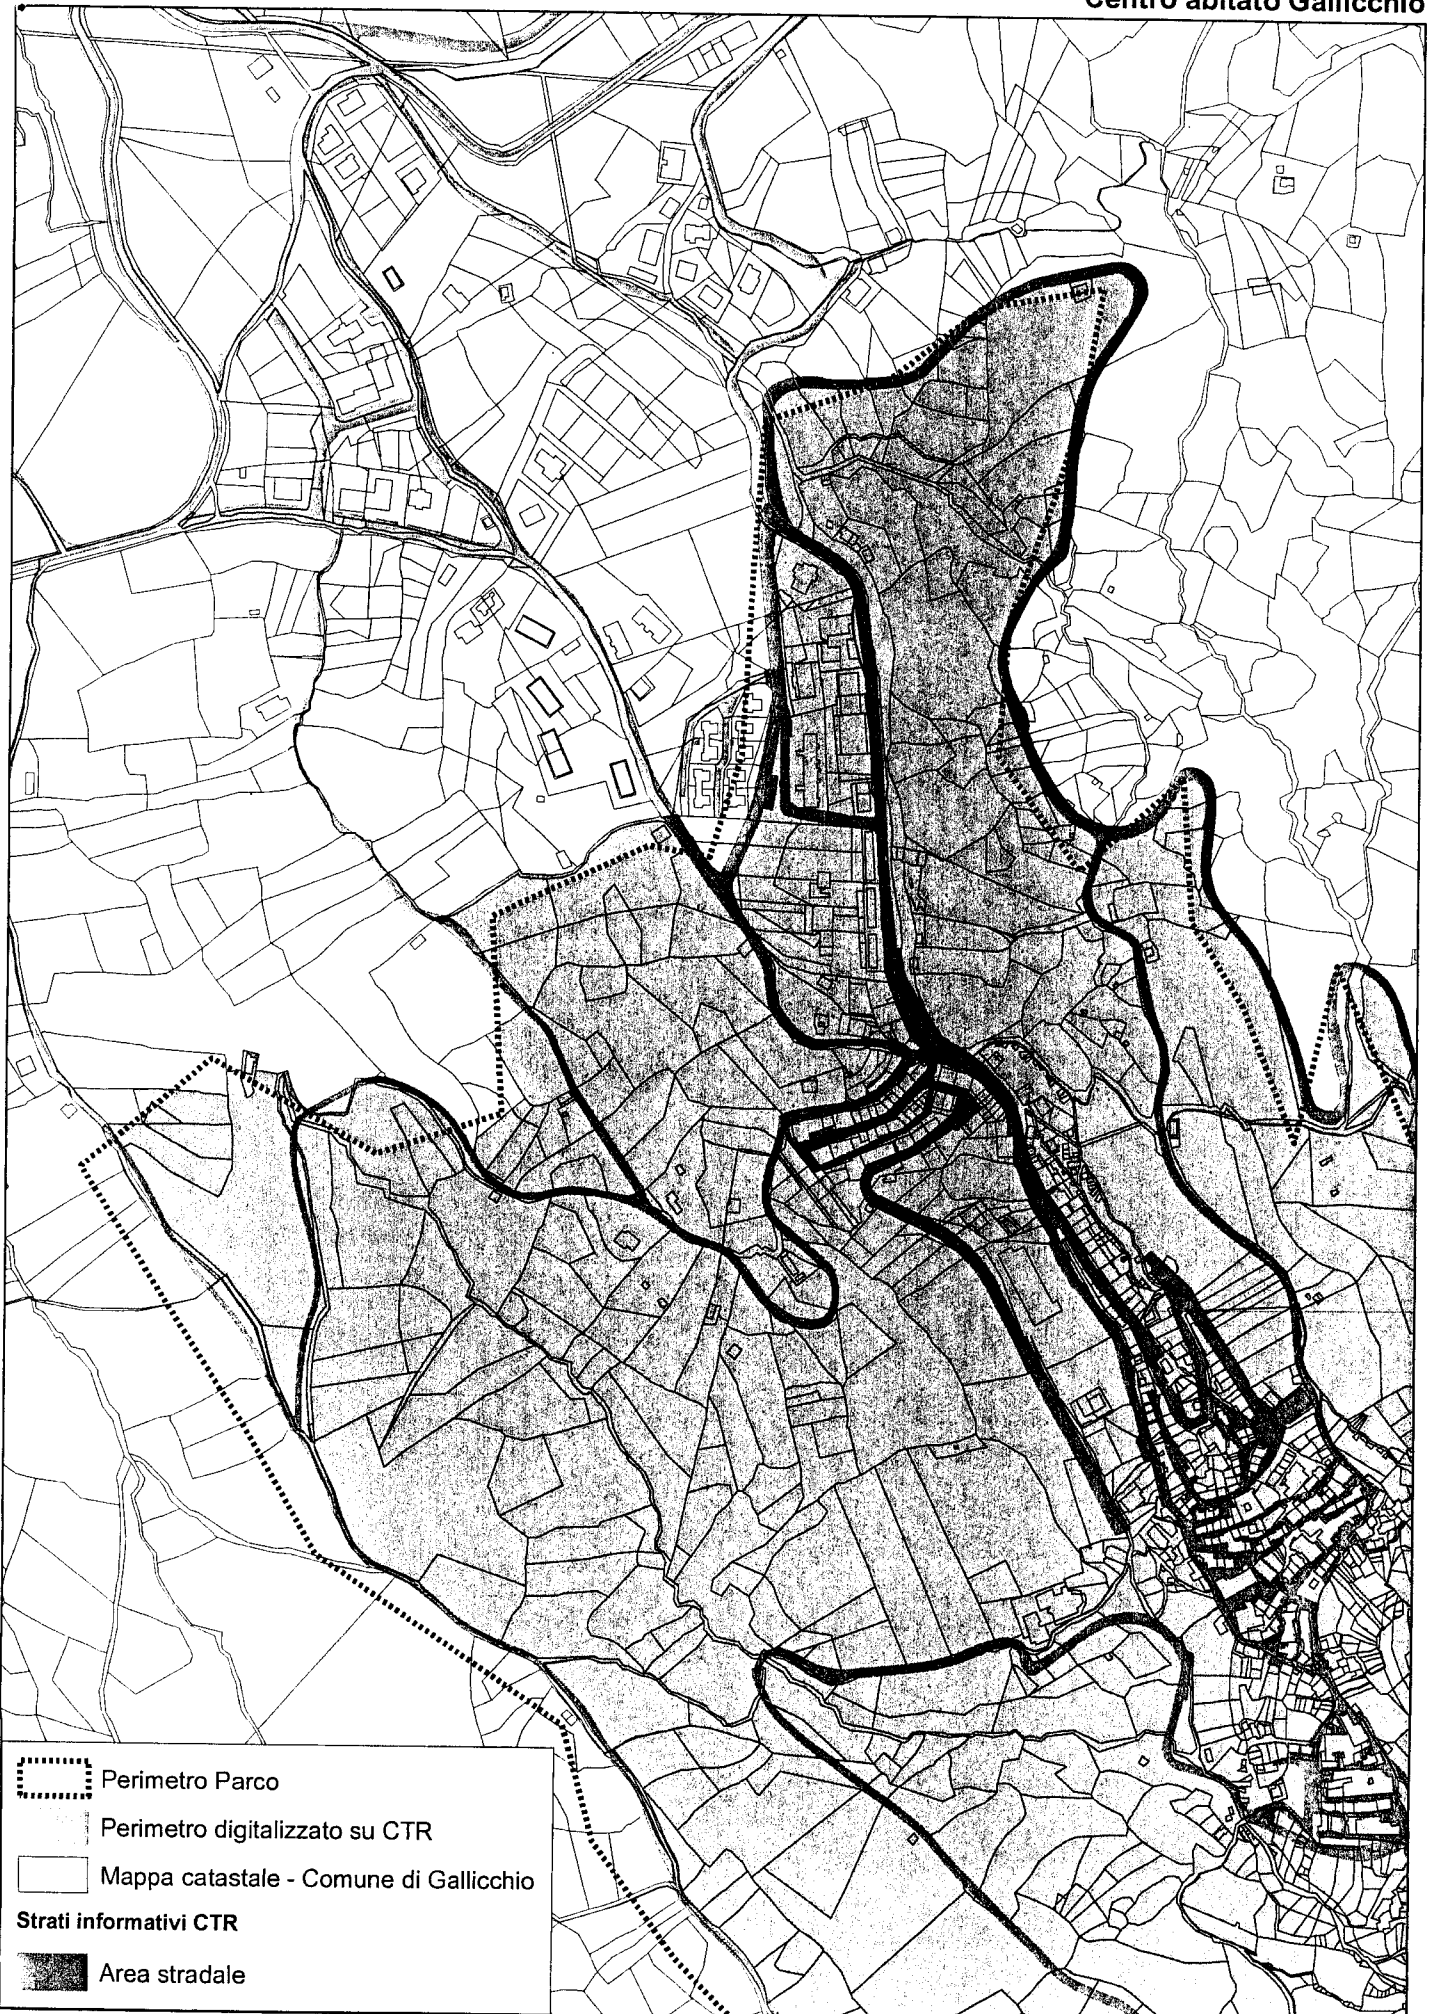 Centro abitato Gallicchio
Perimetro Parco
Perimetro digitalizzato su CTR
Mappa catastale - Comune di Gallicchio
Strati informativi CTR
Area stradale